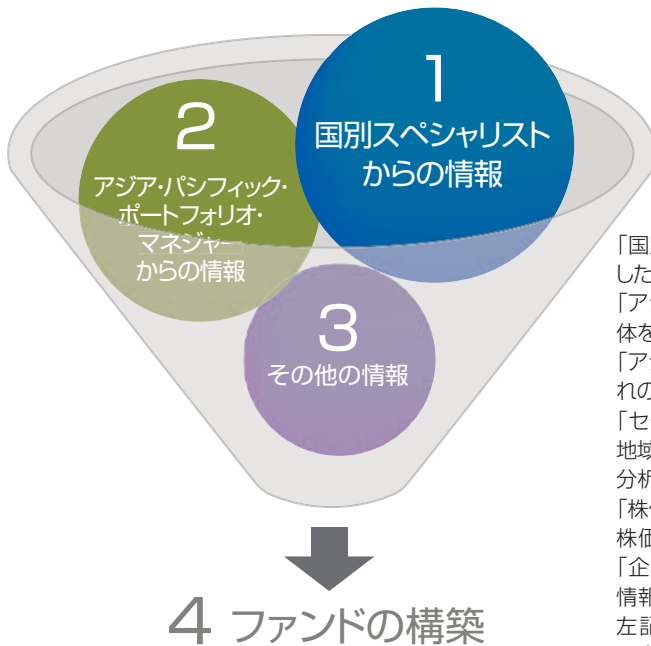 1
国別スペシャリスト
からの情報
2
アジア・パシフィック・
ポートフォリオ・
マネジャー
からの情報
3
その他の情報
4 ファンドの構築
「国
した
「ア
体を
「ア
れの
「セ
地域
分析
「株
株価
「企
情報
左記